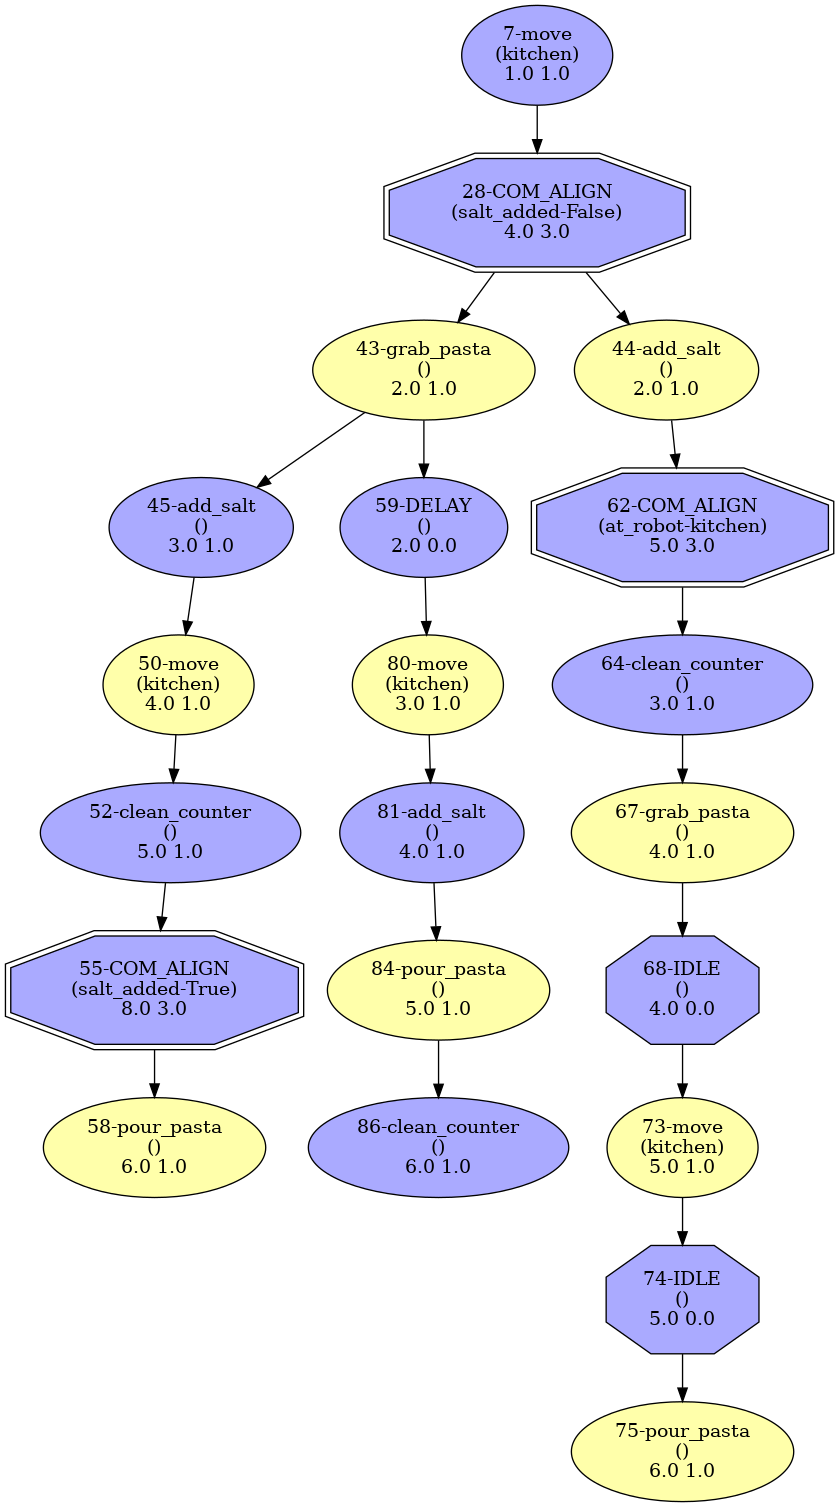 7-move
(kitchen)
1.0 1.0
28-COM_ALIGN
(salt_added-False)
4.0 3.0
43-grab_pasta
()
2.0 1.0
44-add_salt
()
2.0 1.0
45-add_salt
()
3.0 1.0
59-DELAY
()
2.0 0.0
62-COM_ALIGN
(at_robot-kitchen)
5.0 3.0
50-move
(kitchen)
4.0 1.0
80-move
(kitchen)
3.0 1.0
64-clean_counter
()
3.0 1.0
52-clean_counter
()
5.0 1.0
81-add_salt
()
4.0 1.0
67-grab_pasta
()
4.0 1.0
55-COM_ALIGN
(salt_added-True)
8.0 3.0
84-pour_pasta
()
5.0 1.0
68-IDLE
()
4.0 0.0
58-pour_pasta
()
6.0 1.0
86-clean_counter
()
6.0 1.0
73-move
(kitchen)
5.0 1.0
74-IDLE
()
5.0 0.0
75-pour_pasta
()
6.0 1.0